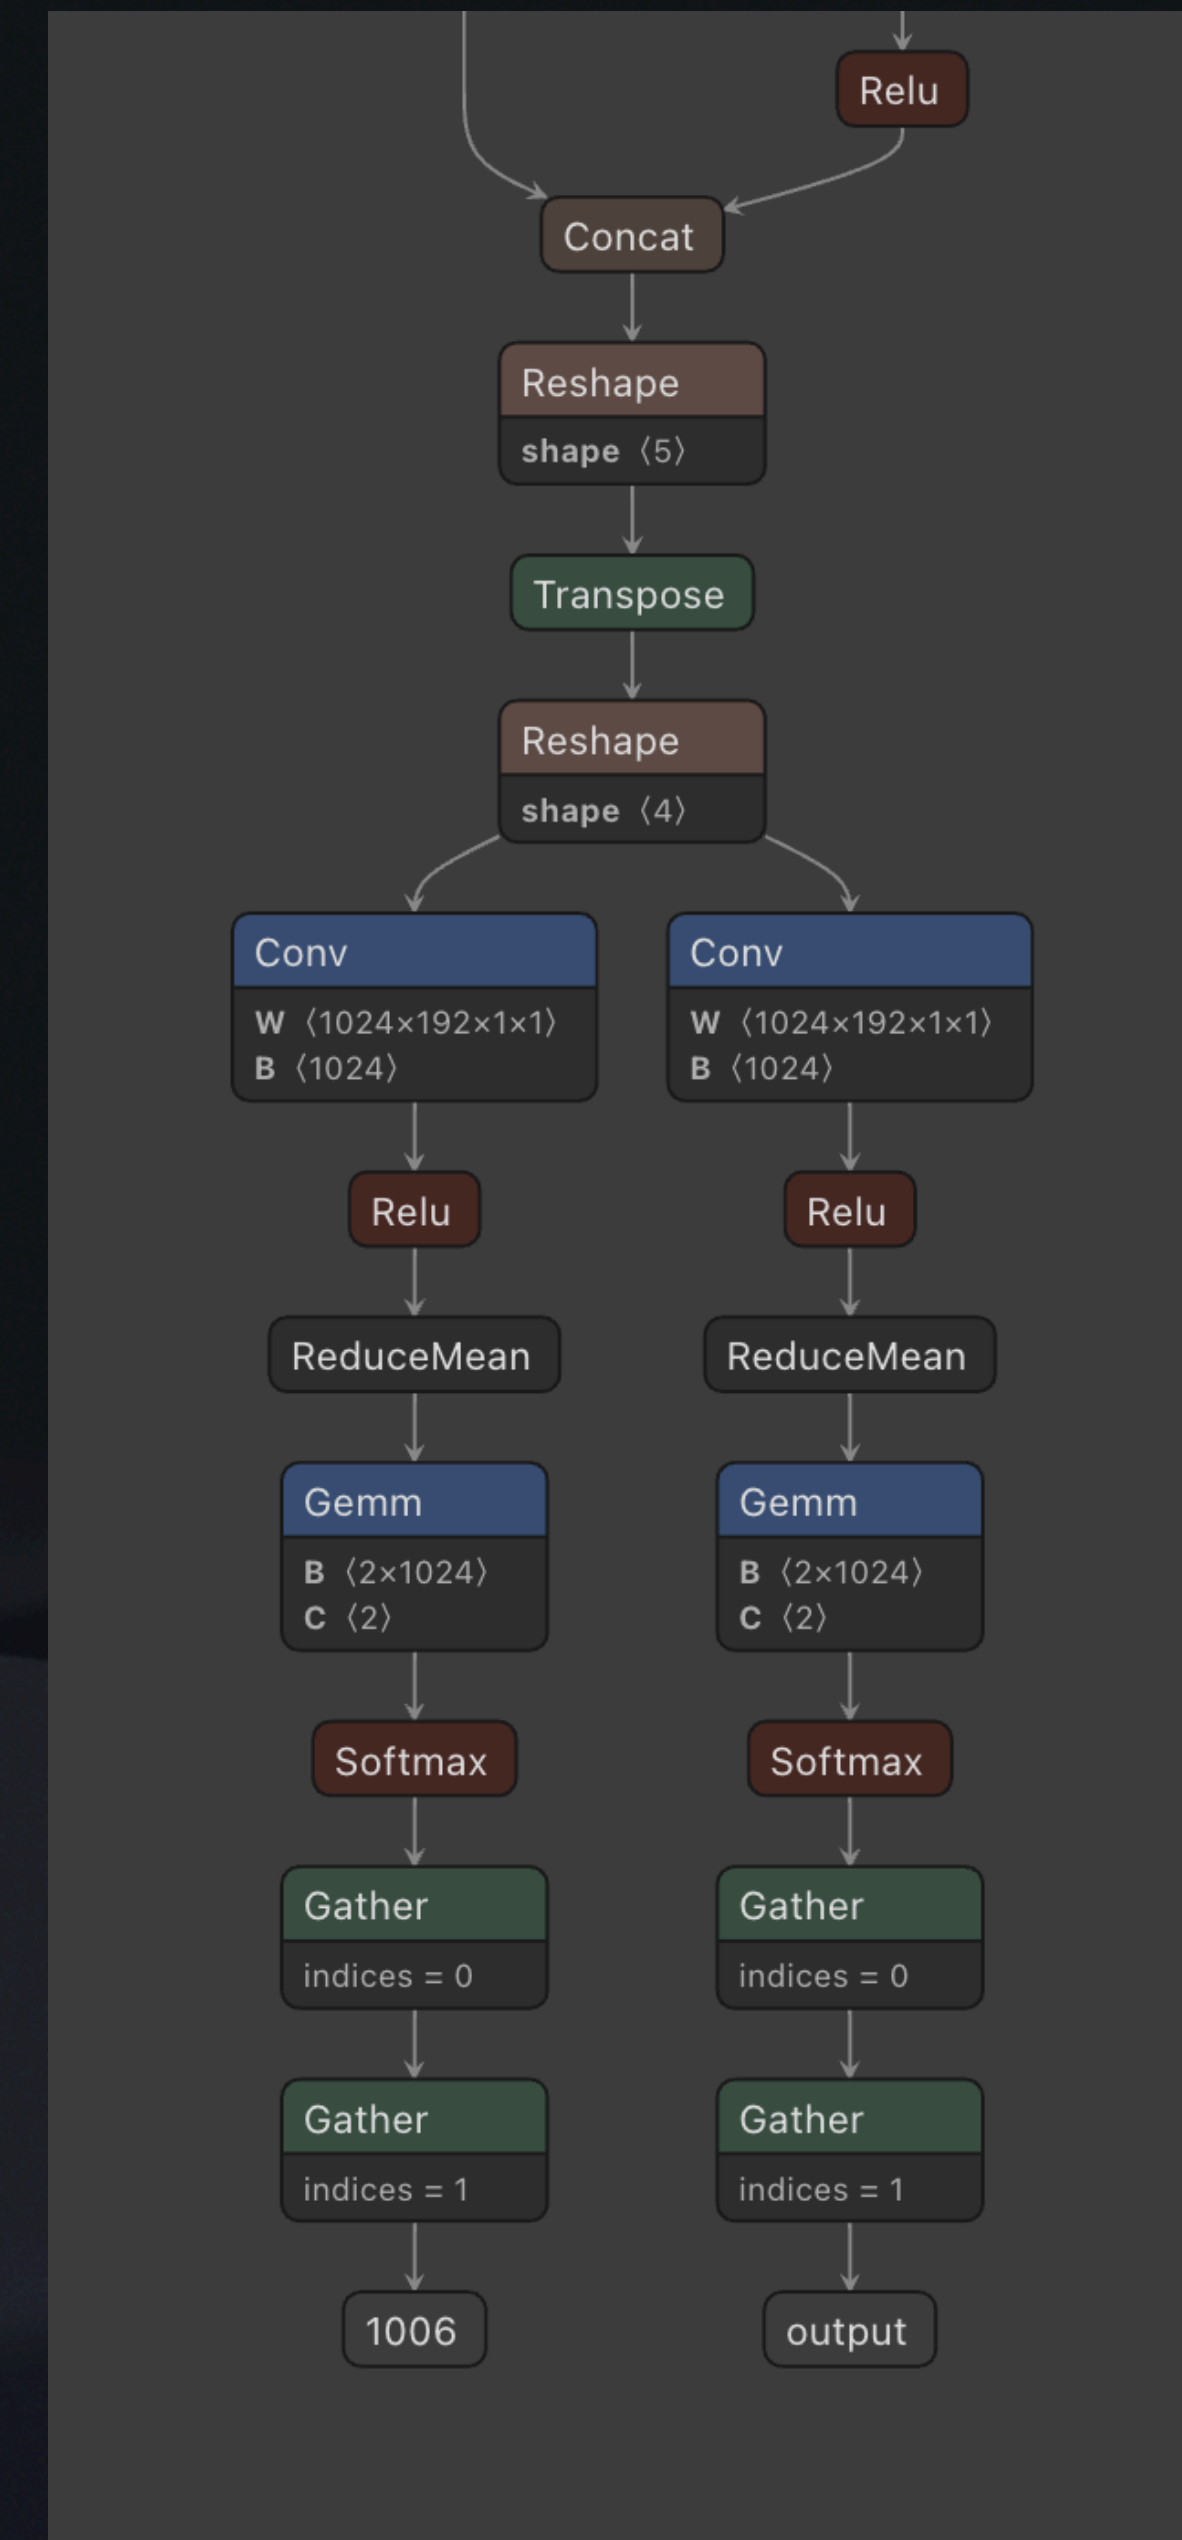 Relu
Concat
Reshape
shape ⟨5⟩
Transpose
Reshape
shape ⟨4⟩
Conv
W ⟨1024×192×1×1⟩
B ⟨1024⟩
Conv
W ⟨1024×192×1×1⟩
B ⟨1024⟩
Relu
Relu
ReduceMean
ReduceMean
Gemm
B ⟨2×1024⟩
C ⟨2⟩
Gemm
B ⟨2×1024⟩
C ⟨2⟩
Softmax
Softmax
Gather
indices = 0
Gather
indices = 0
Gather
indices = 1
Gather
indices = 1
1006
output